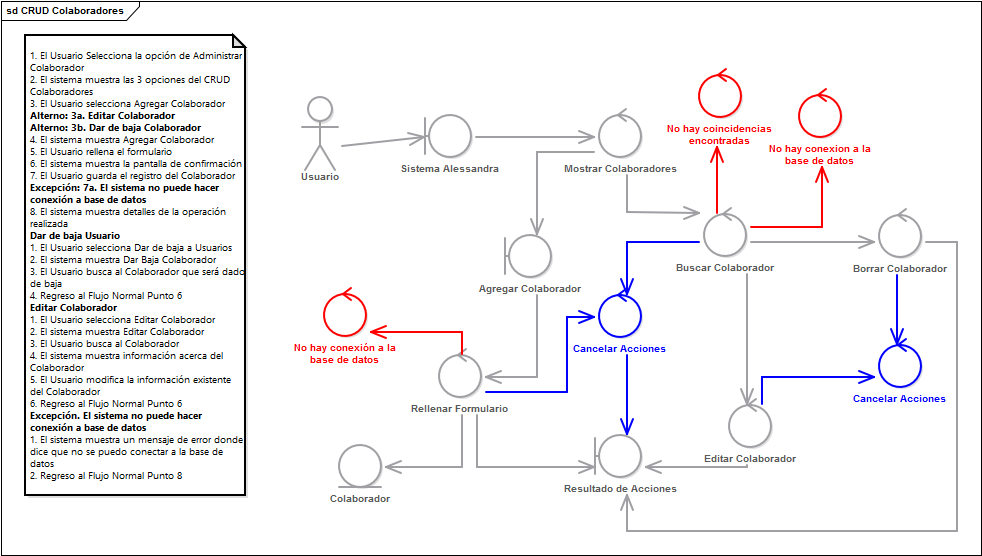 sd CRUD Colaboradores
1. El Usuario Selecciona la opción de Administrar
Colaborador
2. El sistema muestra las 3 opciones del CRUD
Colaboradores
3. El Usuario selecciona Agregar Colaborador
Alterno: 3a. Editar Colaborador
Alterno: 3b. Dar de baja Colaborador
4. El sistema muestra Agregar Colaborador
5. El Usuario rellena el formulario
6. El sistema muestra la pantalla de confirmación
7. El Usuario guarda el registro del Colaborador
Excepción: 7a. El sistema no puede hacer
conexión a base de datos
8. El sistema muestra detalles de la operación
realizada
Dar de baja Usuario
1. El Usuario selecciona Dar de baja a Usuarios
2. El sistema muestra Dar Baja Colaborador
3. El Usuario busca al Colaborador que será dado
de baja
4. Regreso al Flujo Normal Punto 6
Editar Colaborador
1. El Usuario selecciona Editar Colaborador
2. El sistema muestra Editar Colaborador
3. El Usuario busca al Colaborador
4. El sistema muestra información acerca del
Colaborador
5. El Usuario modifica la información existente
del Colaborador
6. Regreso al Flujo Normal Punto 6
Excepción. El sistema no puede hacer
conexión a base de datos
1. El sistema muestra un mensaje de error donde
dice que no se puedo conectar a la base de
datos
2. Regreso al Flujo Normal Punto 8
Usuario
Sistema Alessandra
Mostrar Colaboradores
No hay coincidencias
encontradas
No hay conexion a la
base de datos
Agregar Colaborador
Buscar Colaborador
Borrar Colaborador
No hay conexión a la
base de datos
Cancelar Acciones
Cancelar Acciones
Rellenar Formulario
Editar Colaborador
Colaborador
Resultado de Acciones